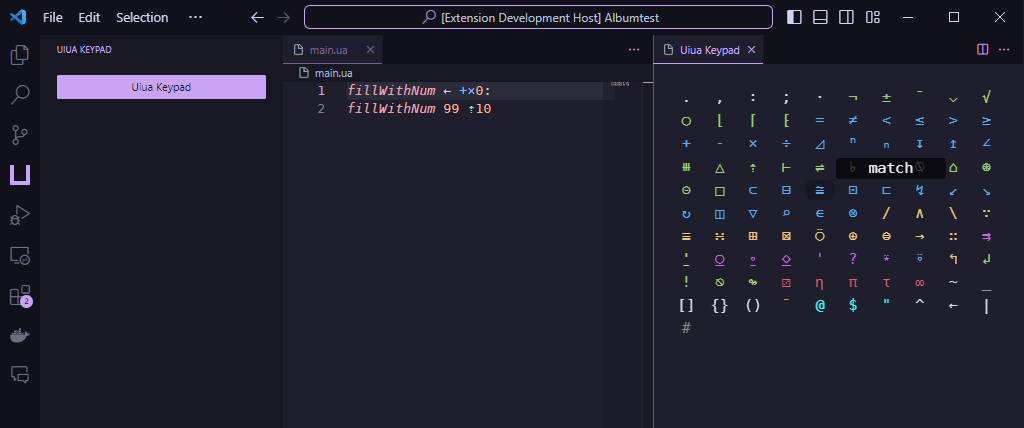 File Edit Selection ··· ← → [Extension Development Host] Albumtest
UIUA KEYPAD
Uiua Keypad
main.ua
main.ua
1 fillWithNum ← +×0:
2 fillWithNum 99 ⇡10
Uiua Keypad
. , : ; ∙ ¬ ± ¯ ⌵ √
○ ⌊ ⌈ ⁅ = ≠ < ≤ > ≥
+ - × ÷ ◿ ⁿ ₙ ↧ ↥ ∠
⧻ △ ⇡ ⊢ ⇌ ♭ match ⌂ ⊛
⊝ □ ⊂ ⊟ ≅ ⊡ ⊏ ↯ ↙ ↘
↻ ◫ ▽ ⌕ ∊ ⊗ / ∧ \ ∵
≡ ∺ ⊞ ⊠ ⍥ ⊕ ⊜ → ∷ ⇉
' ? ↰ ↲
! ⍉ ↬ ⚂ η π τ ∞ ~ _
[] {} () ¯ @ $ " ^ ← |
#
2